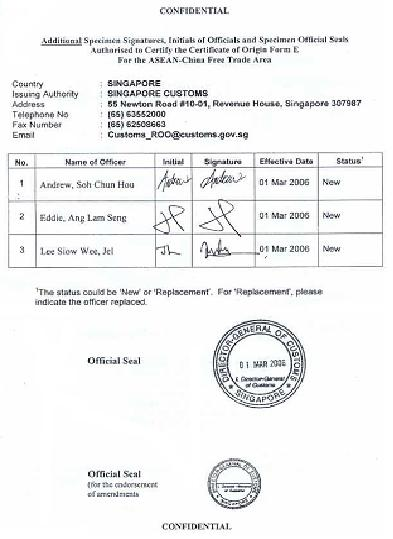 CONFIDENTIAL
Additional Specimen Signatures, Initials of Officials and Specimen Official Seals
Authorised to Certify the Certificate of Origin Form E
For the ASEAN-China Free Trade Area
Country : SINGAPORE
Issuing Authority : SINGAPORE CUSTOMS
Address : 55 Newton Road #10-01, Revenue House, Singapore 307987
Telephone No : (65) 63552000
Fax Number : (65) 62508663
Email : Customs_ROO@customs.gov.sg
No. Name of Officer Initial Signature Effective Date Status¹
1 Andrew, Soh Chun Hou Andrew Andrew 01 Mar 2006 New
2 Eddie, Ang Lam Seng 01 Mar 2006 New
3 Lee Siow Wee, Jel 01 Mar 2006 New
¹The status could be 'New' or 'Replacement'. For 'Replacement', please
indicate the officer replaced.
Official Seal
DIRECTOR-GENERAL OF CUSTOMS
01 MAR 2006
Director-General
of Customs
SINGAPORE
Official Seal
(for the endorsement
of amendments
CONFIDENTIAL